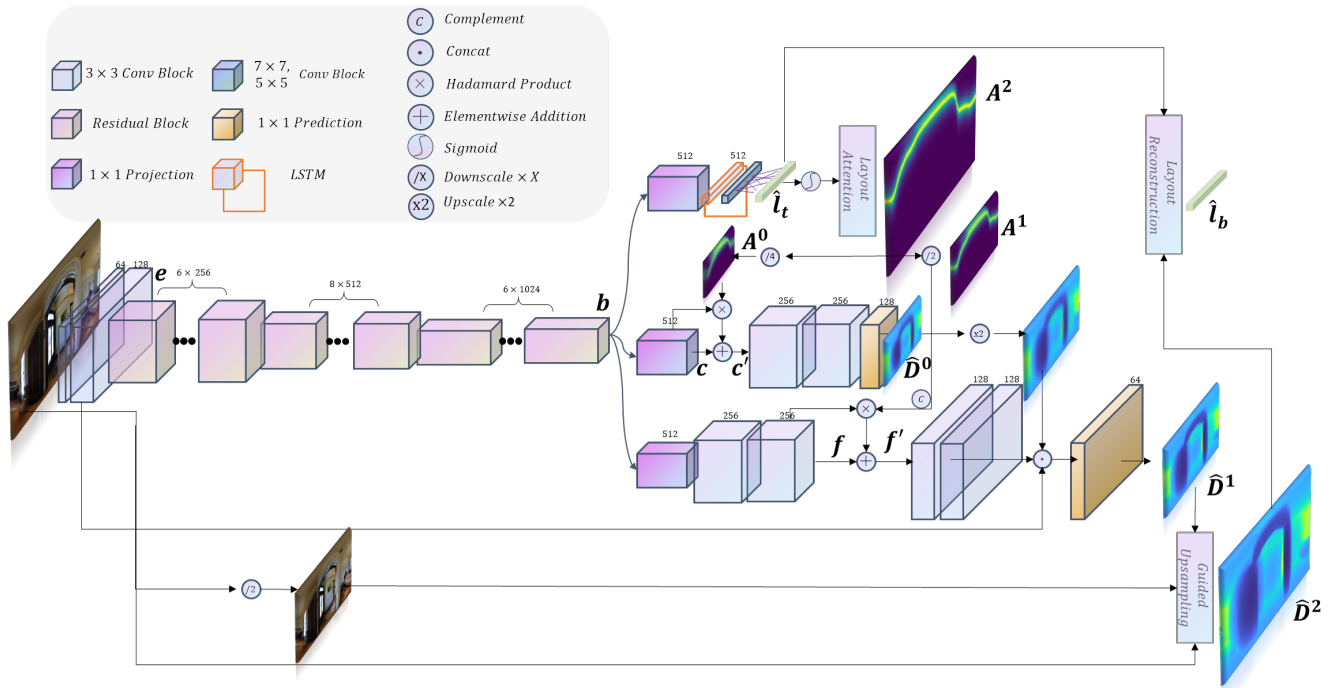 3 × 3 Conv Block
7 × 7,
5 × 5 Conv Block
Residual Block
1 × 1 Prediction
1 × 1 Projection
LSTM
C Complement
• Concat
× Hadamard Product
+ Elementwise Addition
Sigmoid
/X Downscale × X
x2 Upscale ×2
64
128
e
6 × 256
8 × 512
6 × 1024
b
512
512
l̂_t
Layout
Attention
A²
Layout
Reconstruction
l̂_b
A⁰
/4
/2
A¹
512
×
c
+
c′
256
256
128
D̂⁰
x2
C
512
256
256
×
f
+
f′
128
128
•
64
D̂¹
/2
Guided
Upsampling
D̂²